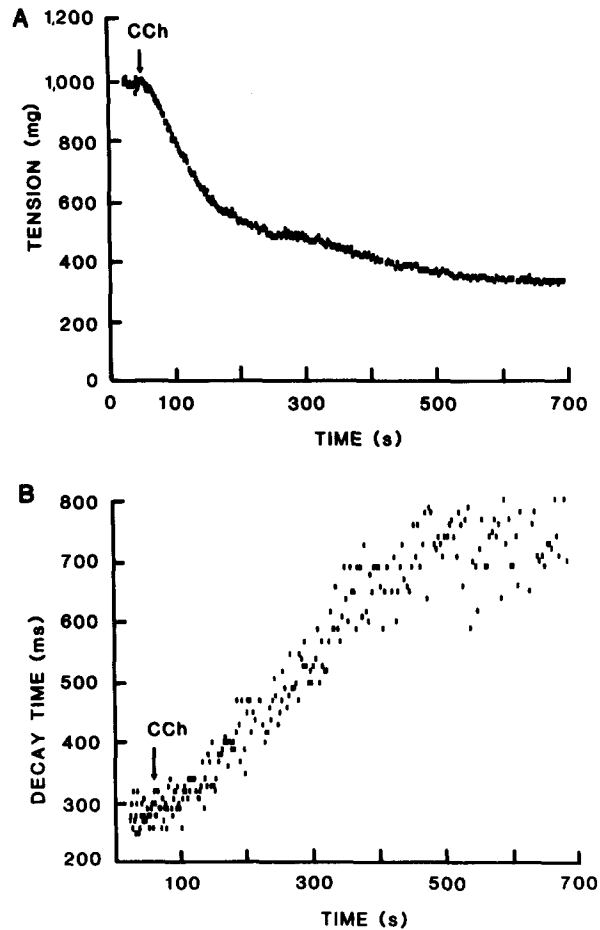 A
CCh
TENSION (mg)
1,200
1,000
800
600
400
200
0
0 100 300 500 700
TIME (s)
B
CCh
DECAY TIME (ms)
800
700
600
500
400
300
200
100 300 500 700
TIME (s)